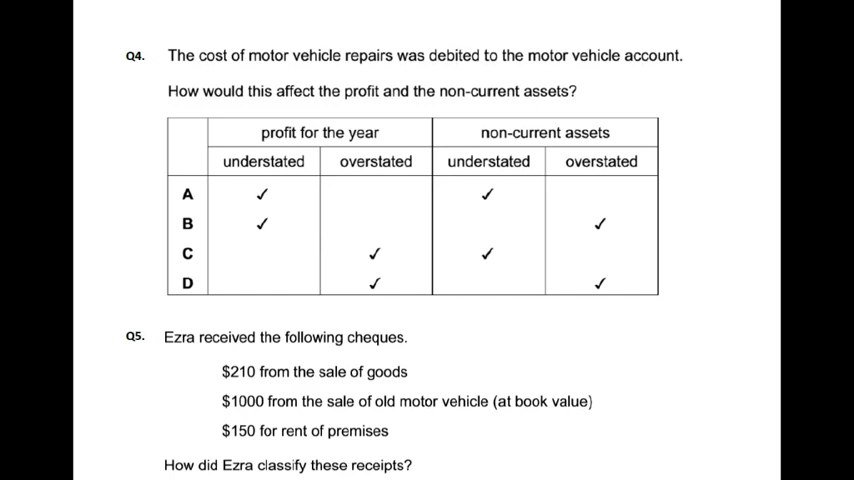 Q4. The cost of motor vehicle repairs was debited to the motor vehicle account.
How would this affect the profit and the non-current assets?
profit for the year non-current assets
understated overstated understated overstated
A ✓ ✓
B ✓ ✓
C ✓ ✓
D ✓ ✓
Q5. Ezra received the following cheques.
$210 from the sale of goods
$1000 from the sale of old motor vehicle (at book value)
$150 for rent of premises
How did Ezra classify these receipts?